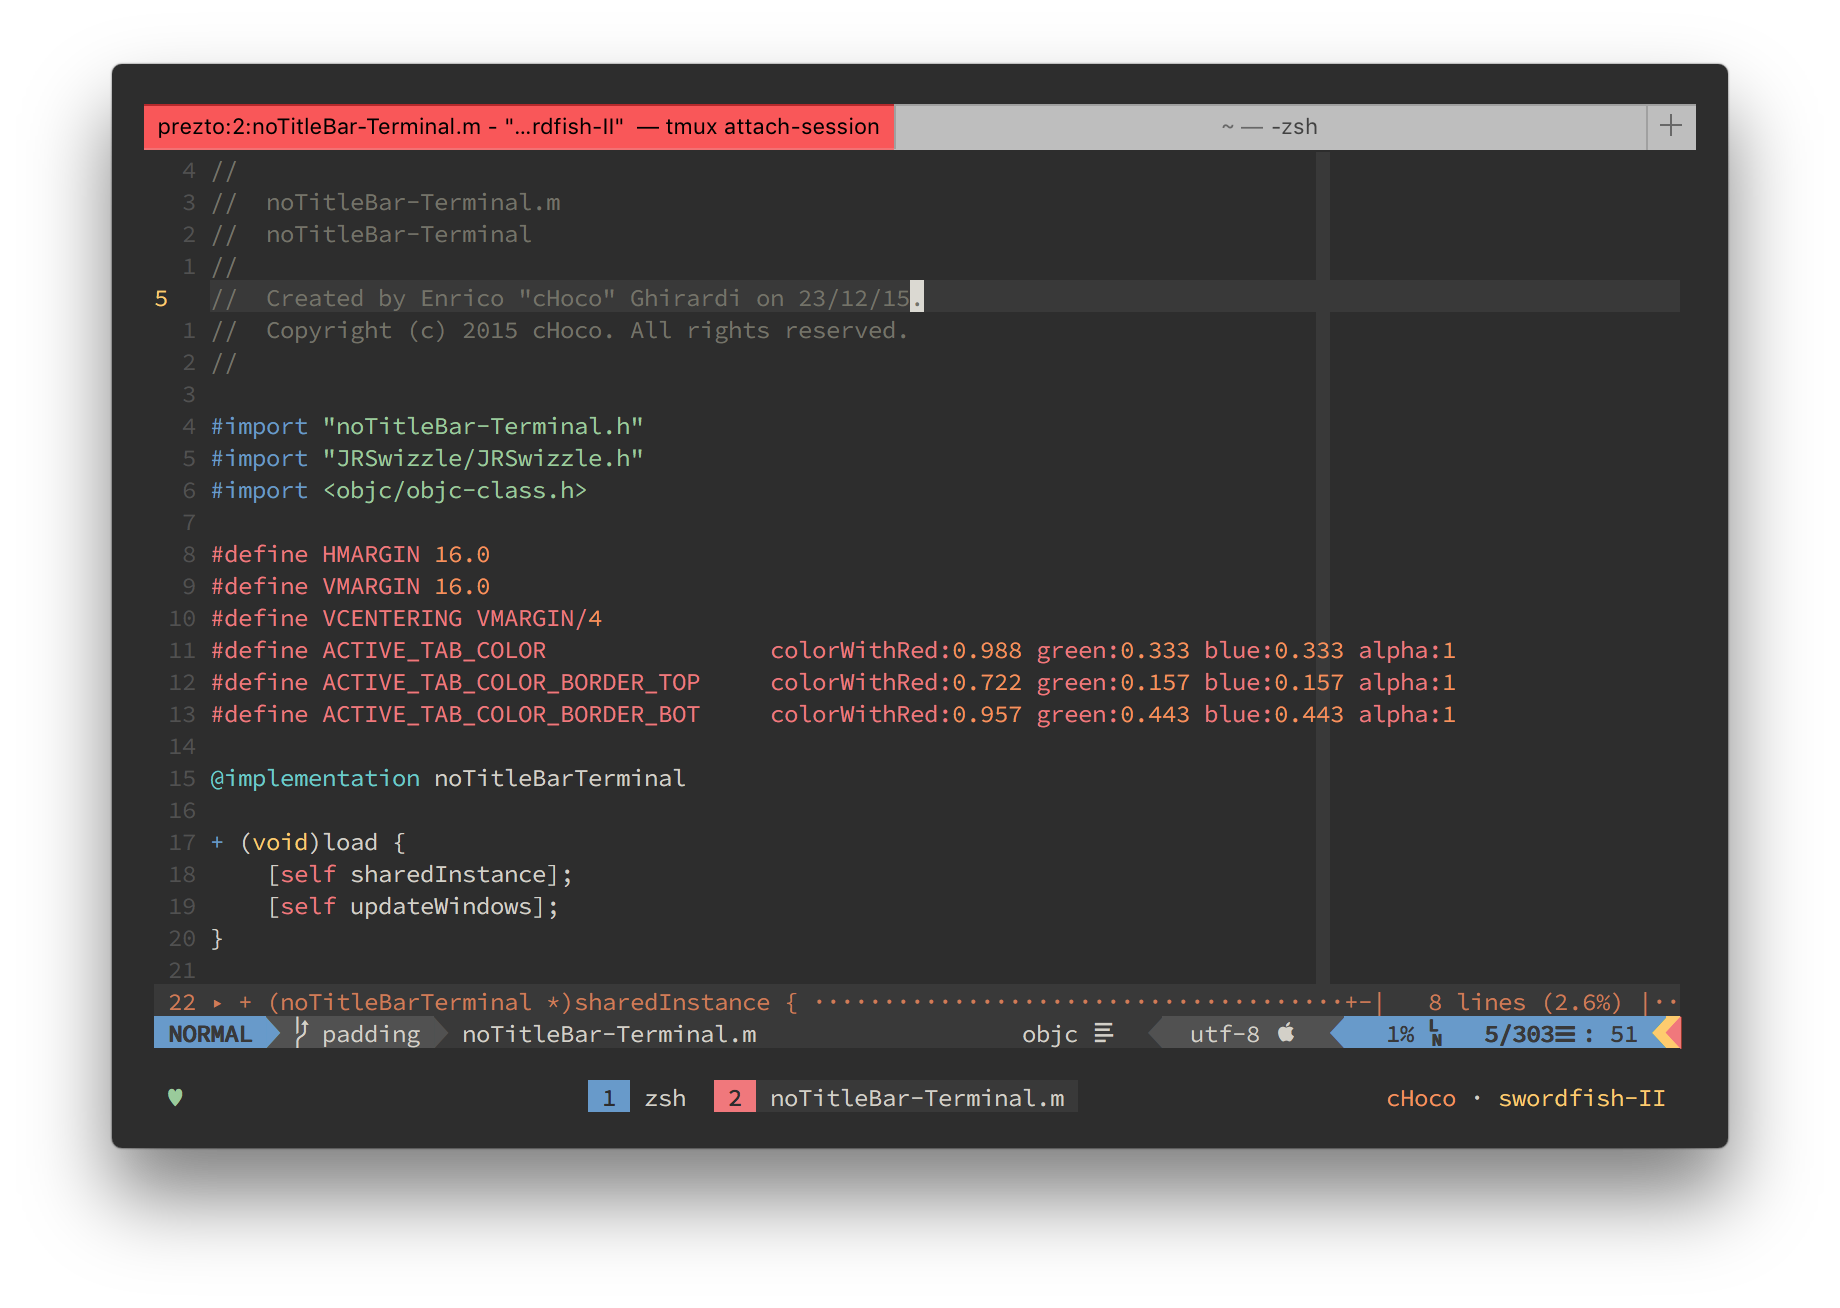 prezto:2:noTitleBar-Terminal.m - "...rdfish-II" — tmux attach-session ~ — -zsh +
4 //
3 //  noTitleBar-Terminal.m
2 //  noTitleBar-Terminal
1 //
5 //  Created by Enrico "cHoco" Ghirardi on 23/12/15.
1 //  Copyright (c) 2015 cHoco. All rights reserved.
2 //
3
4 #import "noTitleBar-Terminal.h"
5 #import "JRSwizzle/JRSwizzle.h"
6 #import <objc/objc-class.h>
7
8 #define HMARGIN 16.0
9 #define VMARGIN 16.0
10 #define VCENTERING VMARGIN/4
11 #define ACTIVE_TAB_COLOR                colorWithRed:0.988 green:0.333 blue:0.333 alpha:1
12 #define ACTIVE_TAB_COLOR_BORDER_TOP     colorWithRed:0.722 green:0.157 blue:0.157 alpha:1
13 #define ACTIVE_TAB_COLOR_BORDER_BOT     colorWithRed:0.957 green:0.443 blue:0.443 alpha:1
14
15 @implementation noTitleBarTerminal
16
17 + (void)load {
18     [self sharedInstance];
19     [self updateWindows];
20 }
21
22 ▸ + (noTitleBarTerminal *)sharedInstance { ······································+-|   8 lines (2.6%) |··
NORMAL padding noTitleBar-Terminal.m objc utf-8 1% LN 5/303≡ : 51
♥ 1 zsh 2 noTitleBar-Terminal.m cHoco · swordfish-II